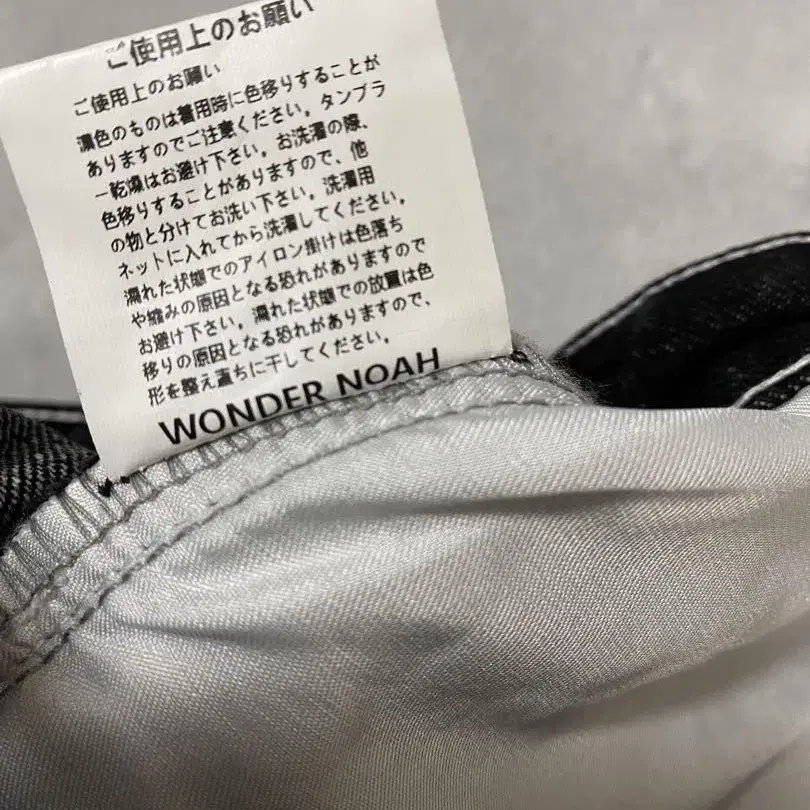 ご使用上のお願い
ご使用上のお願い
濃色のものは着用時に色移りすることが
ありますのでご注意ください。タンブラ
ー乾燥はお避け下さい。お洗濯の際、
色移りすることがありますので、他
の物と分けてお洗い下さい。洗濯用
ネットに入れてから洗濯してください。
濡れた状態でのアイロン掛けは色落ち
や縮みの原因となる恐れがありますので
お避け下さい。濡れた状態での放置は色
移りの原因となる恐れがありますので、
形を整え直ちに干してください。
WONDER NOAH